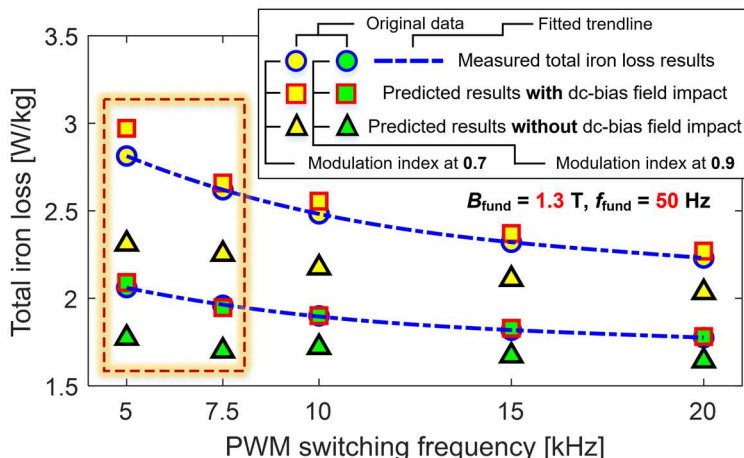 3.5
3
2.5
2
1.5
Total iron loss [W/kg]
Original data
Fitted trendline
Measured total iron loss results
Predicted results with dc-bias field impact
Predicted results without dc-bias field impact
Modulation index at 0.7
Modulation index at 0.9
B_fund = 1.3 T, f_fund = 50 Hz
5 7.5 10 15 20
PWM switching frequency [kHz]